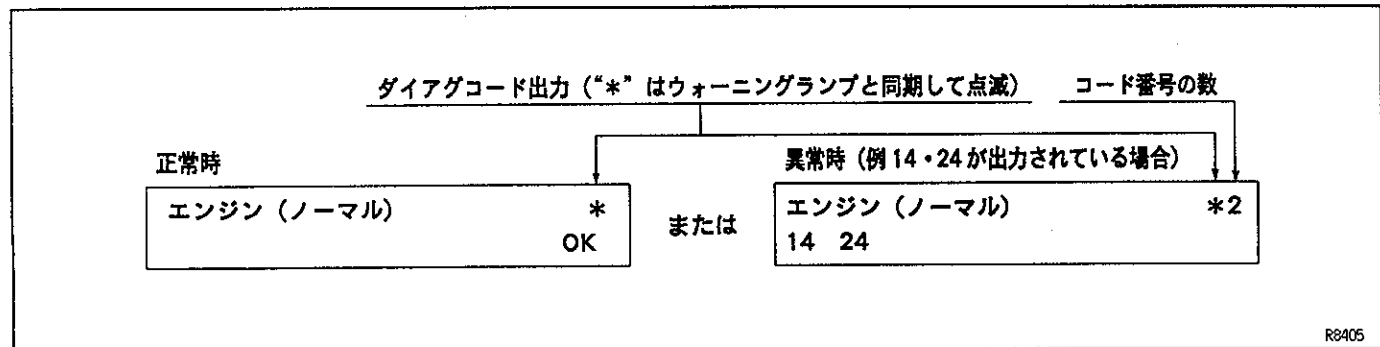 ダイアグコード出力（“*”はウォーニングランプと同期して点滅）
コード番号の数
正常時
エンジン（ノーマル） *
OK
または
異常時（例14・24が出力されている場合）
エンジン（ノーマル） *2
14 24
R8405